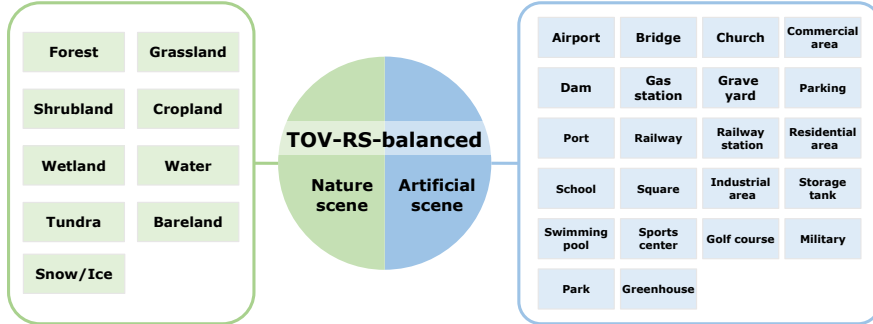 Forest
Grassland
Shrubland
Cropland
Wetland
Water
Tundra
Bareland
Snow/Ice
TOV-RS-balanced
Nature
scene
Artificial
scene
Airport
Bridge
Church
Commercial
area
Dam
Gas
station
Grave
yard
Parking
Port
Railway
Railway
station
Residential
area
School
Square
Industrial
area
Storage
tank
Swimming
pool
Sports
center
Golf course
Military
Park
Greenhouse